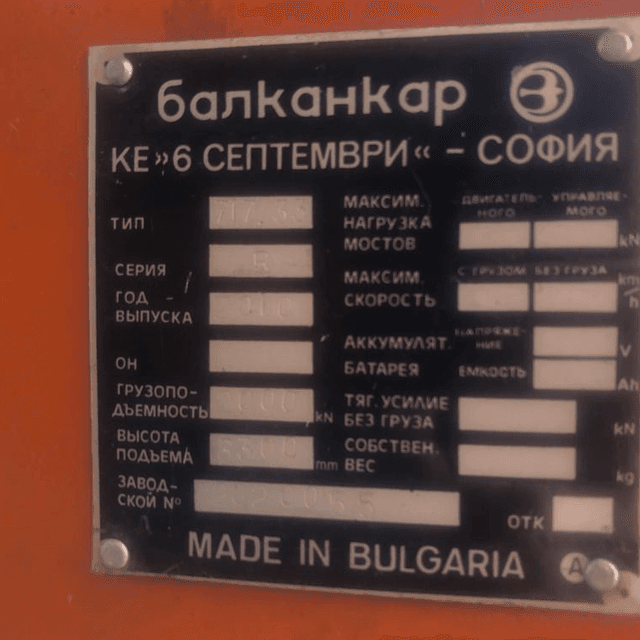 балканкар
КЕ»6 СЕПТЕМВРИ“ – СОФИЯ
ТИП
СЕРИЯ
ГОД
ВЫПУСКА
ОН
ГРУЗОПО-
ДЪЕМНОСТЬ kN
ВЫСОТА
ПОДЪЕМА mm
ЗАВОД-
СКОЙ №
МАКСИМ.
НАГРУЗКА
МОСТОВ
ДВИГАТЕЛЬ-
НОГО
УПРАВЛЯЕ-
МОГО
kN
МАКСИМ.
СКОРОСТЬ
С ГРУЗОМ БЕЗ ГРУЗА
km/h
АККУМУЛЯТ.
БАТАРЕЯ
НАПРЯЖЕ-
НИЕ
V
ЕМКОСТЬ
Ah
ТЯГ. УСИЛИЕ
БЕЗ ГРУЗА
kN
СОБСТВЕН.
ВЕС
kg
ОТК
MADE IN BULGARIA A